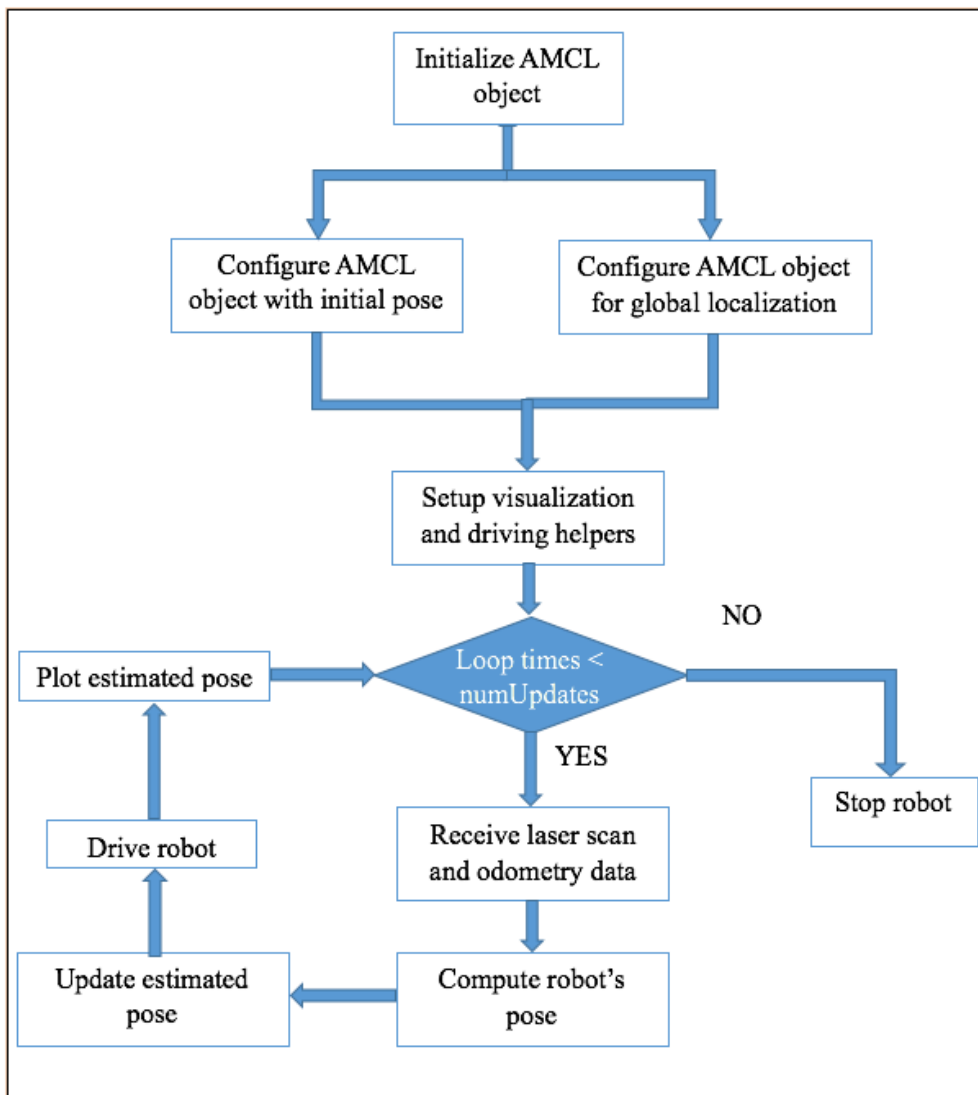 Initialize AMCL
object
Configure AMCL
object with initial pose
Configure AMCL object
for global localization
Setup visualization
and driving helpers
NO
Loop times <
numUpdates
Plot estimated pose
YES
Stop robot
Receive laser scan
and odometry data
Drive robot
Compute robot’s
pose
Update estimated
pose